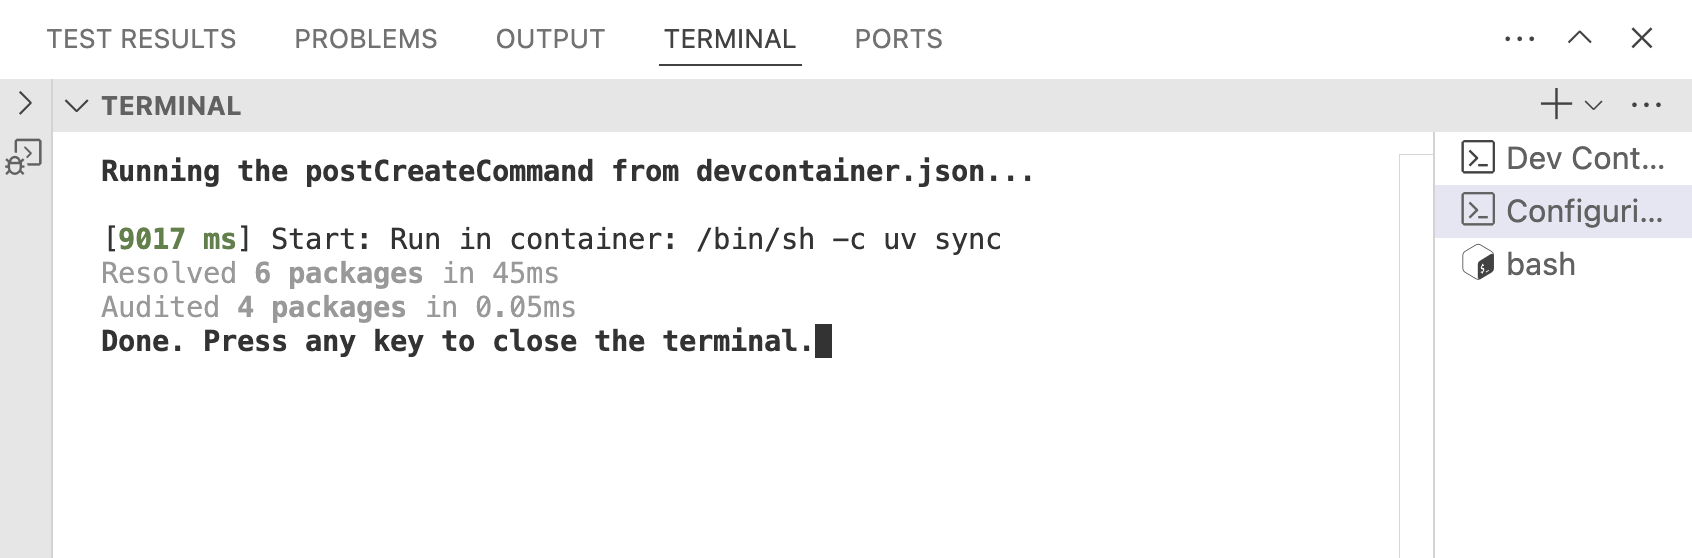 TEST RESULTS PROBLEMS OUTPUT TERMINAL PORTS
TERMINAL
Running the postCreateCommand from devcontainer.json...
[9017 ms] Start: Run in container: /bin/sh -c uv sync
Resolved 6 packages in 45ms
Audited 4 packages in 0.05ms
Done. Press any key to close the terminal.
Dev Cont...
Configuri...
bash